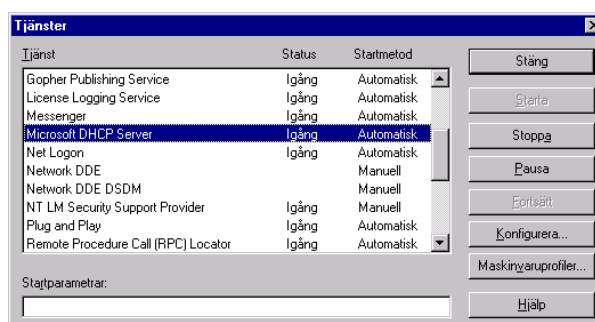 Tjänster
Tjänst Status Startmetod
Gopher Publishing Service Igång Automatisk
License Logging Service Igång Automatisk
Messenger Igång Automatisk
Microsoft DHCP Server Igång Automatisk
Net Logon Igång Automatisk
Network DDE Manuell
Network DDE DSDM Manuell
NT LM Security Support Provider Igång Manuell
Plug and Play Igång Automatisk
Remote Procedure Call (RPC) Locator Igång Automatisk
Startparametrar:
Stäng
Starta
Stoppa
Pausa
Fortsätt
Konfigurera...
Maskinvaruprofiler...
Hjälp